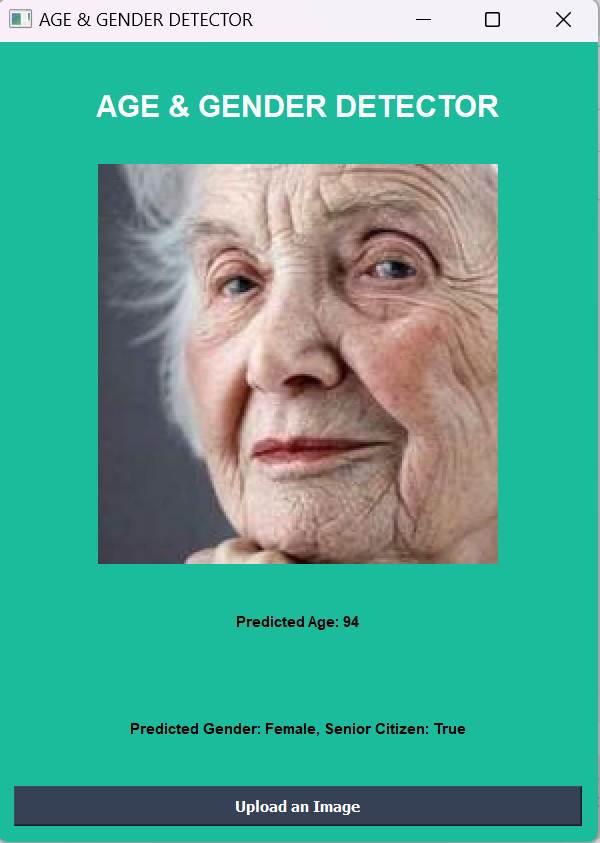 AGE & GENDER DETECTOR
AGE & GENDER DETECTOR
Predicted Age: 94
Predicted Gender: Female, Senior Citizen: True
Upload an Image